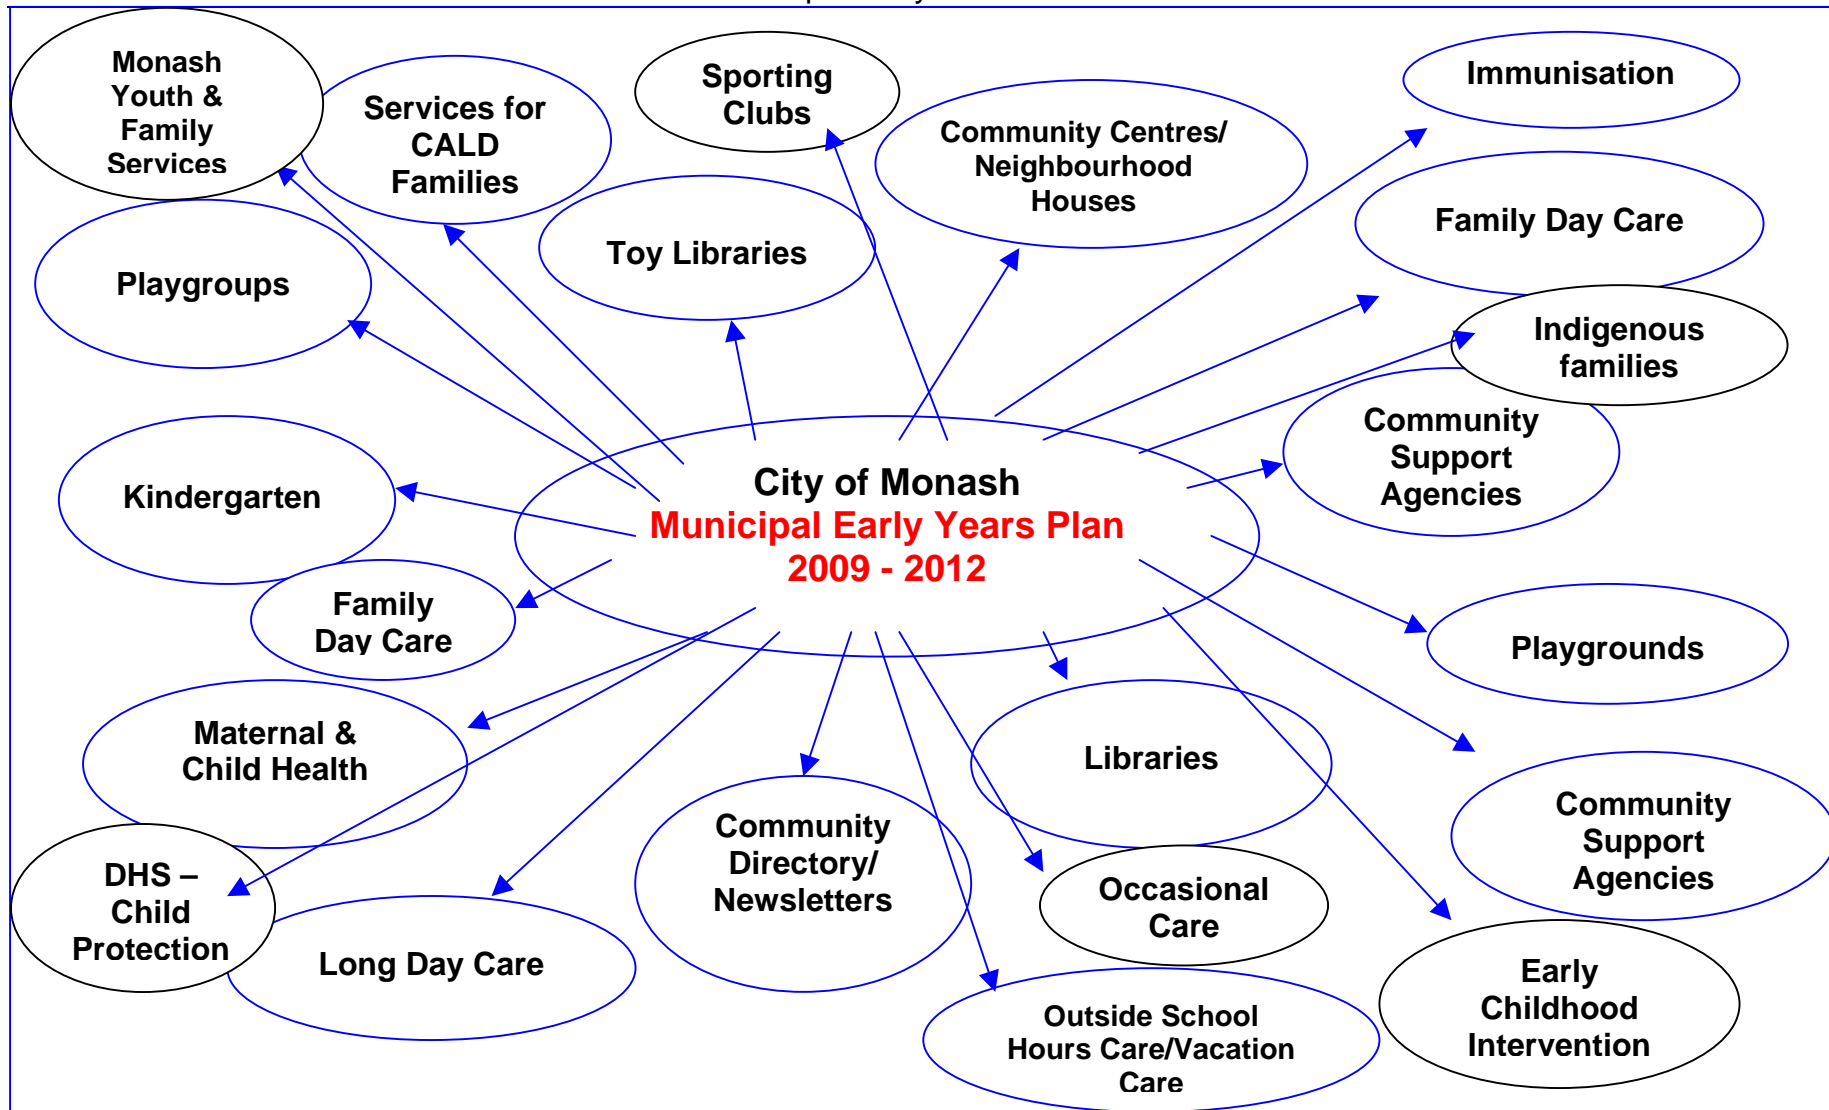 Monash
Youth &
Family
Services
Services for
CALD
Families
Sporting
Clubs
Community Centres/
Neighbourhood
Houses
Immunisation
Playgroups
Toy Libraries
Family Day Care
Indigenous
families
Community
Support
Agencies
Kindergarten
City of Monash
Municipal Early Years Plan
2009 - 2012
Family
Day Care
Playgrounds
Maternal &
Child Health
Libraries
Community
Support
Agencies
DHS –
Child
Protection
Long Day Care
Community
Directory/
Newsletters
Occasional
Care
Early
Childhood
Intervention
Outside School
Hours Care/Vacation
Care